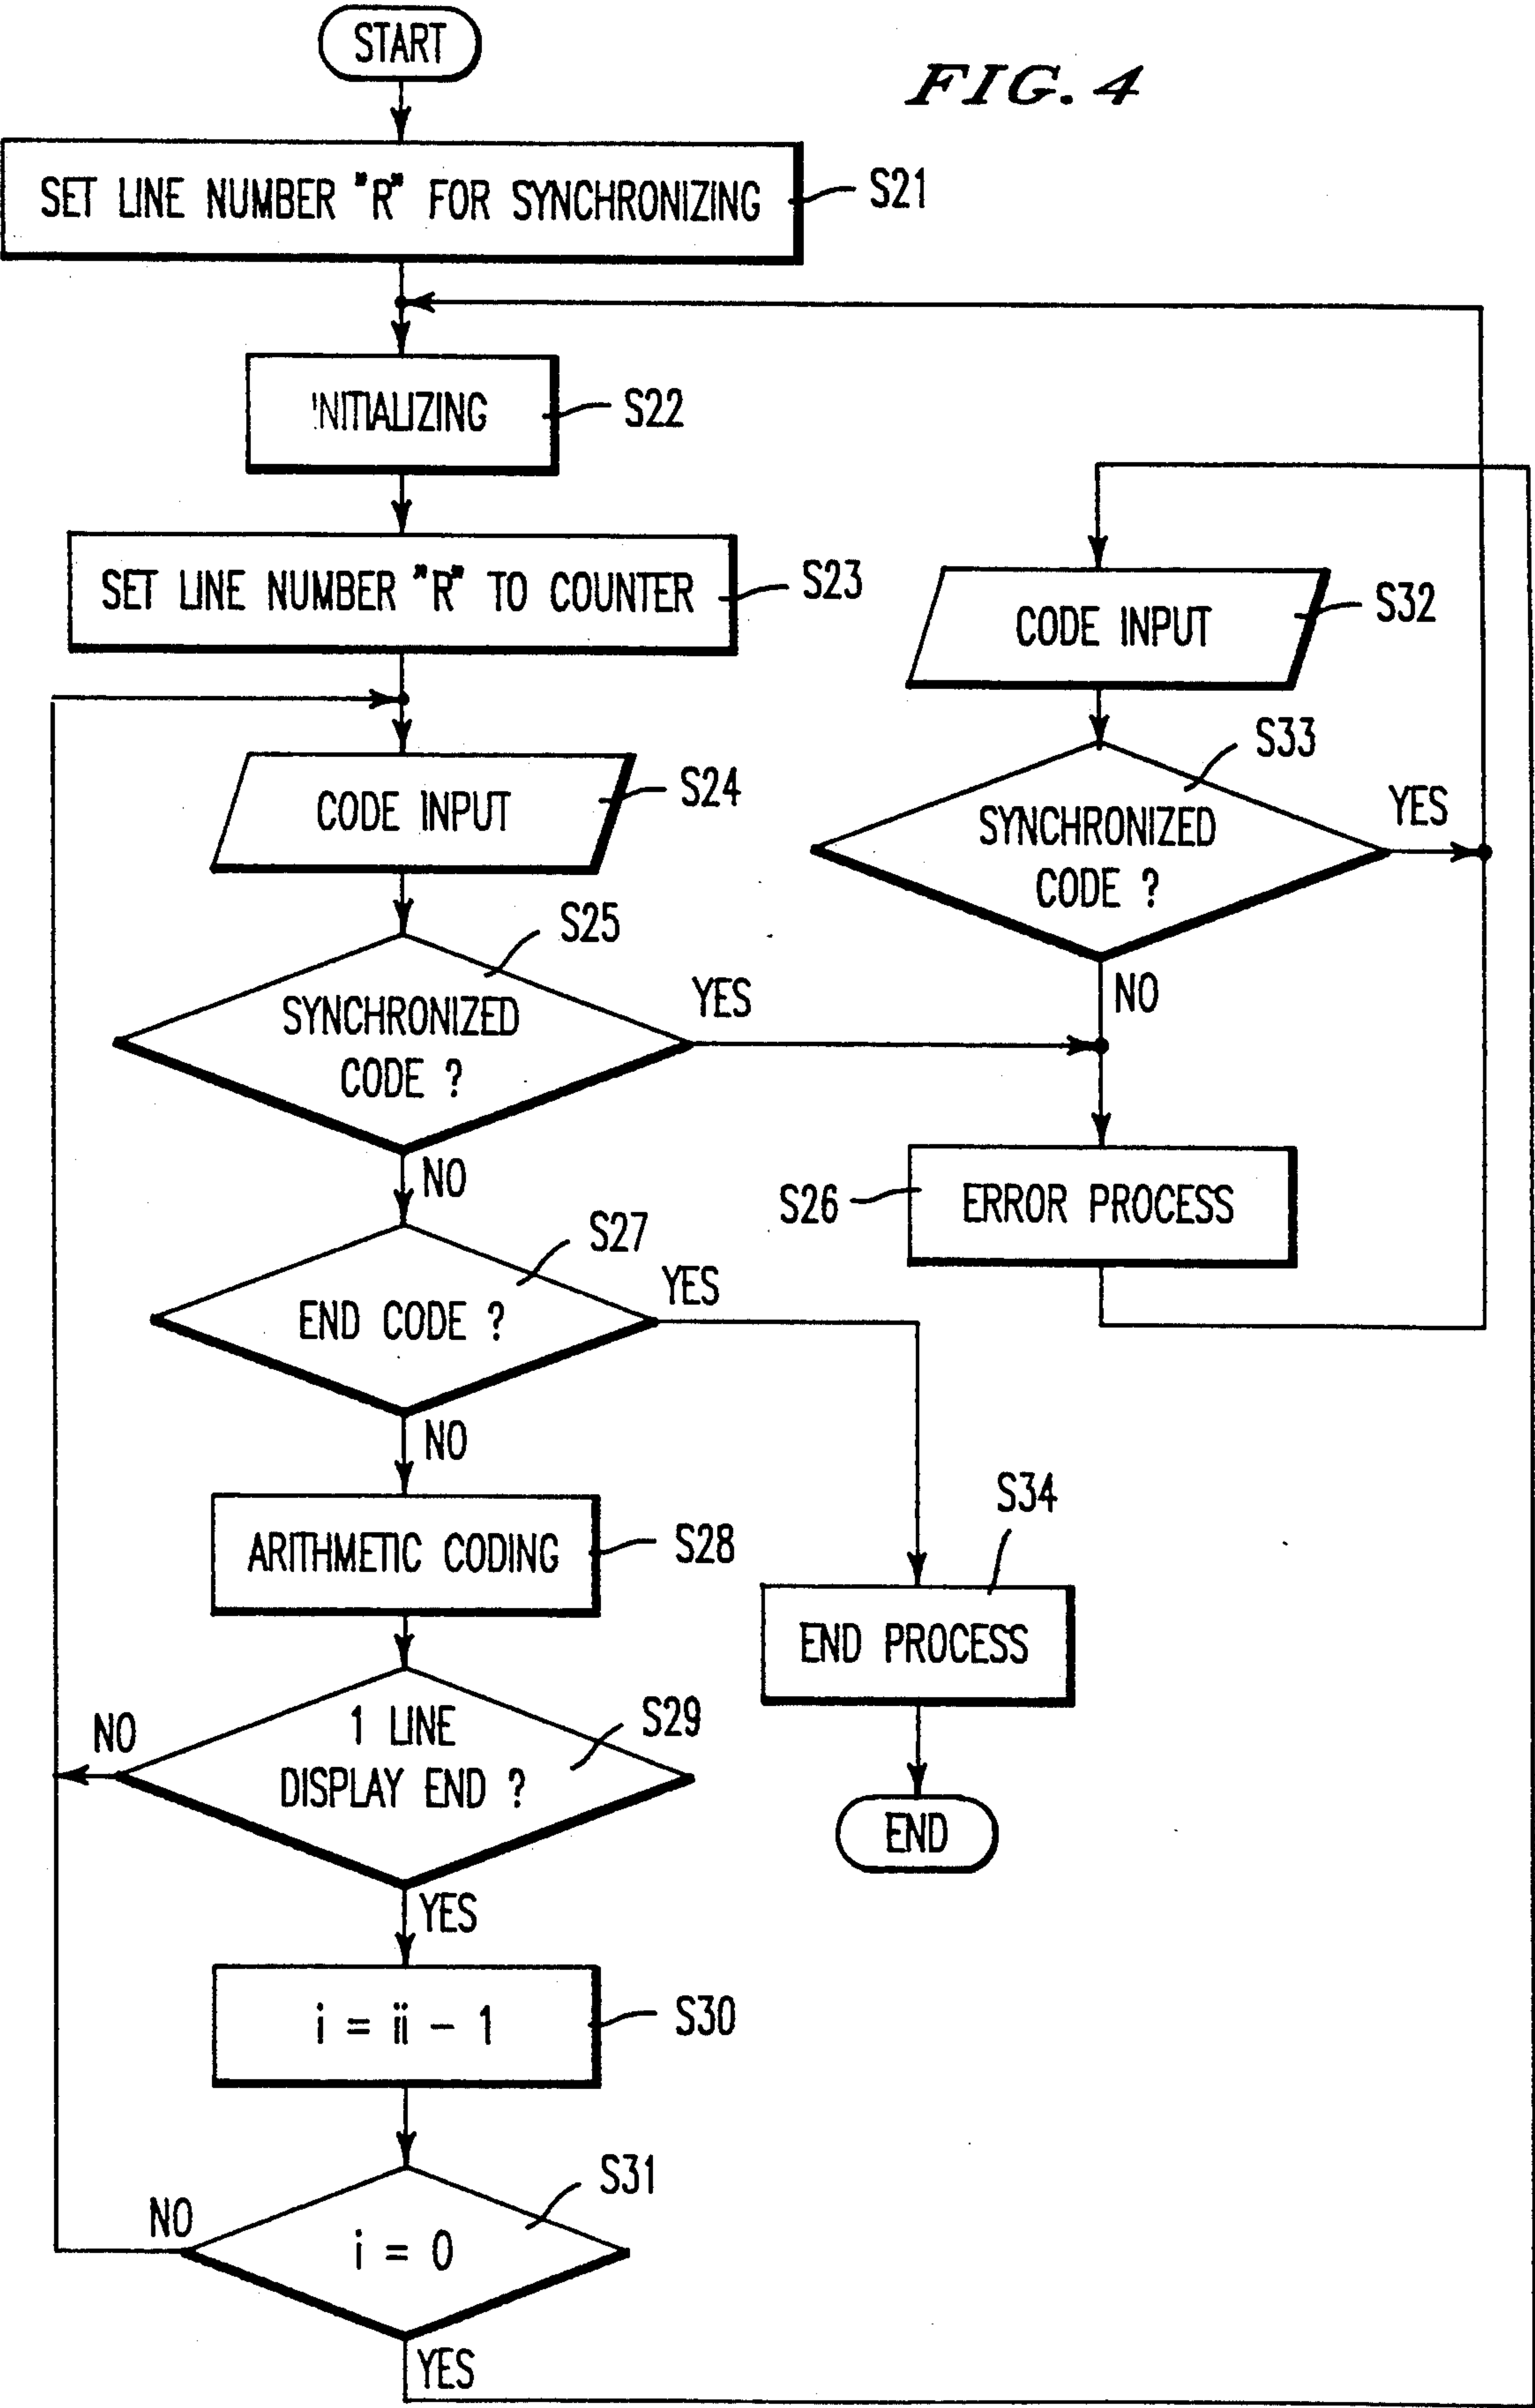 START
FIG. 4
SET LINE NUMBER "R" FOR SYNCHRONIZING
S21
INITIALIZING
S22
SET LINE NUMBER "R" TO COUNTER
S23
CODE INPUT
S32
SYNCHRONIZED
CODE ?
S33
YES
NO
CODE INPUT
S24
SYNCHRONIZED
CODE ?
S25
YES
NO
S26
ERROR PROCESS
END CODE ?
S27
YES
NO
ARITHMETIC CODING
S28
S34
END PROCESS
END
1 LINE
DISPLAY END ?
S29
NO
YES
i = ii - 1
S30
i = 0
S31
NO
YES